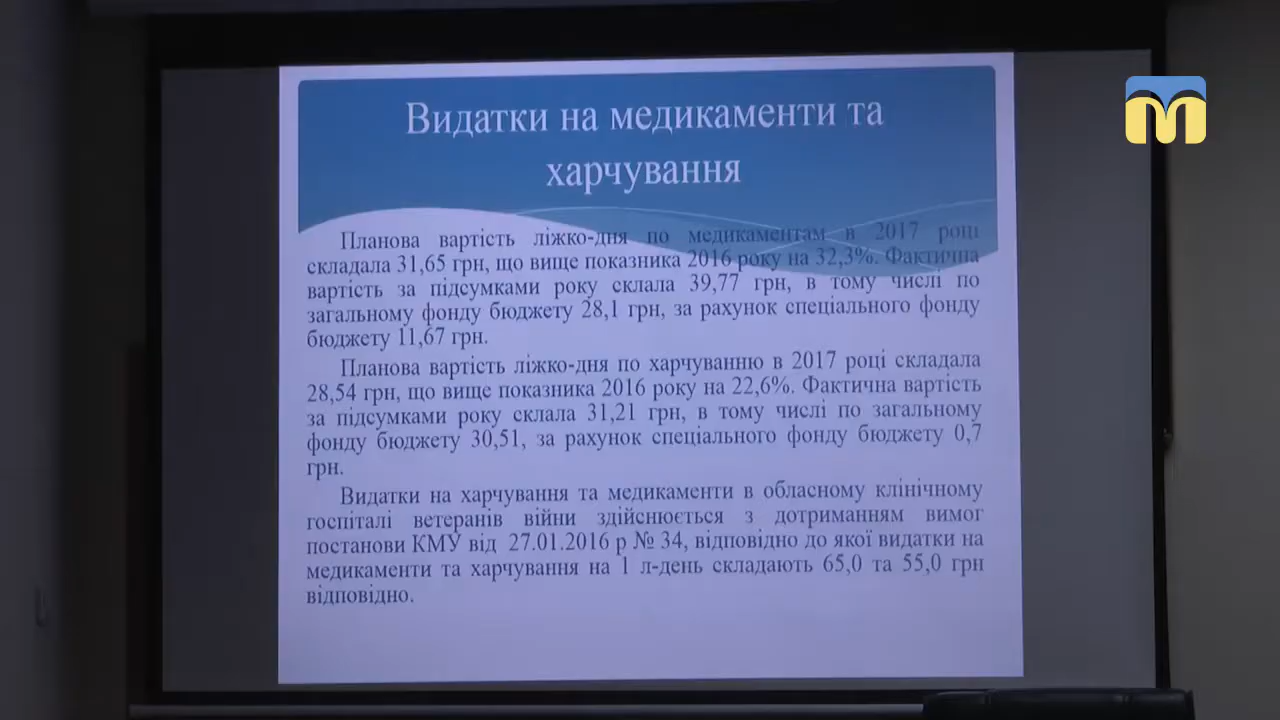 Видатки на медикаменти та
харчування
Планова вартість ліжко-дня по медикаментам в 2017 році
складала 31,65 грн, що вище показника 2016 року на 32,3%. Фактична
вартість за підсумками року склала 39,77 грн, в тому числі по
загальному фонду бюджету 28,1 грн, за рахунок спеціального фонду
бюджету 11,67 грн.
Планова вартість ліжко-дня по харчуванню в 2017 році складала
28,54 грн, що вище показника 2016 року на 22,6%. Фактична вартість
за підсумками року склала 31,21 грн, в тому числі по загальному
фонду бюджету 30,51, за рахунок спеціального фонду бюджету 0,7
грн.
Видатки на харчування та медикаменти в обласному клінічному
госпіталі ветеранів війни здійснюється з дотриманням вимог
постанови КМУ від 27.01.2016 р № 34, відповідно до якої видатки на
медикаменти та харчування на 1 л-день складають 65,0 та 55,0 грн
відповідно.